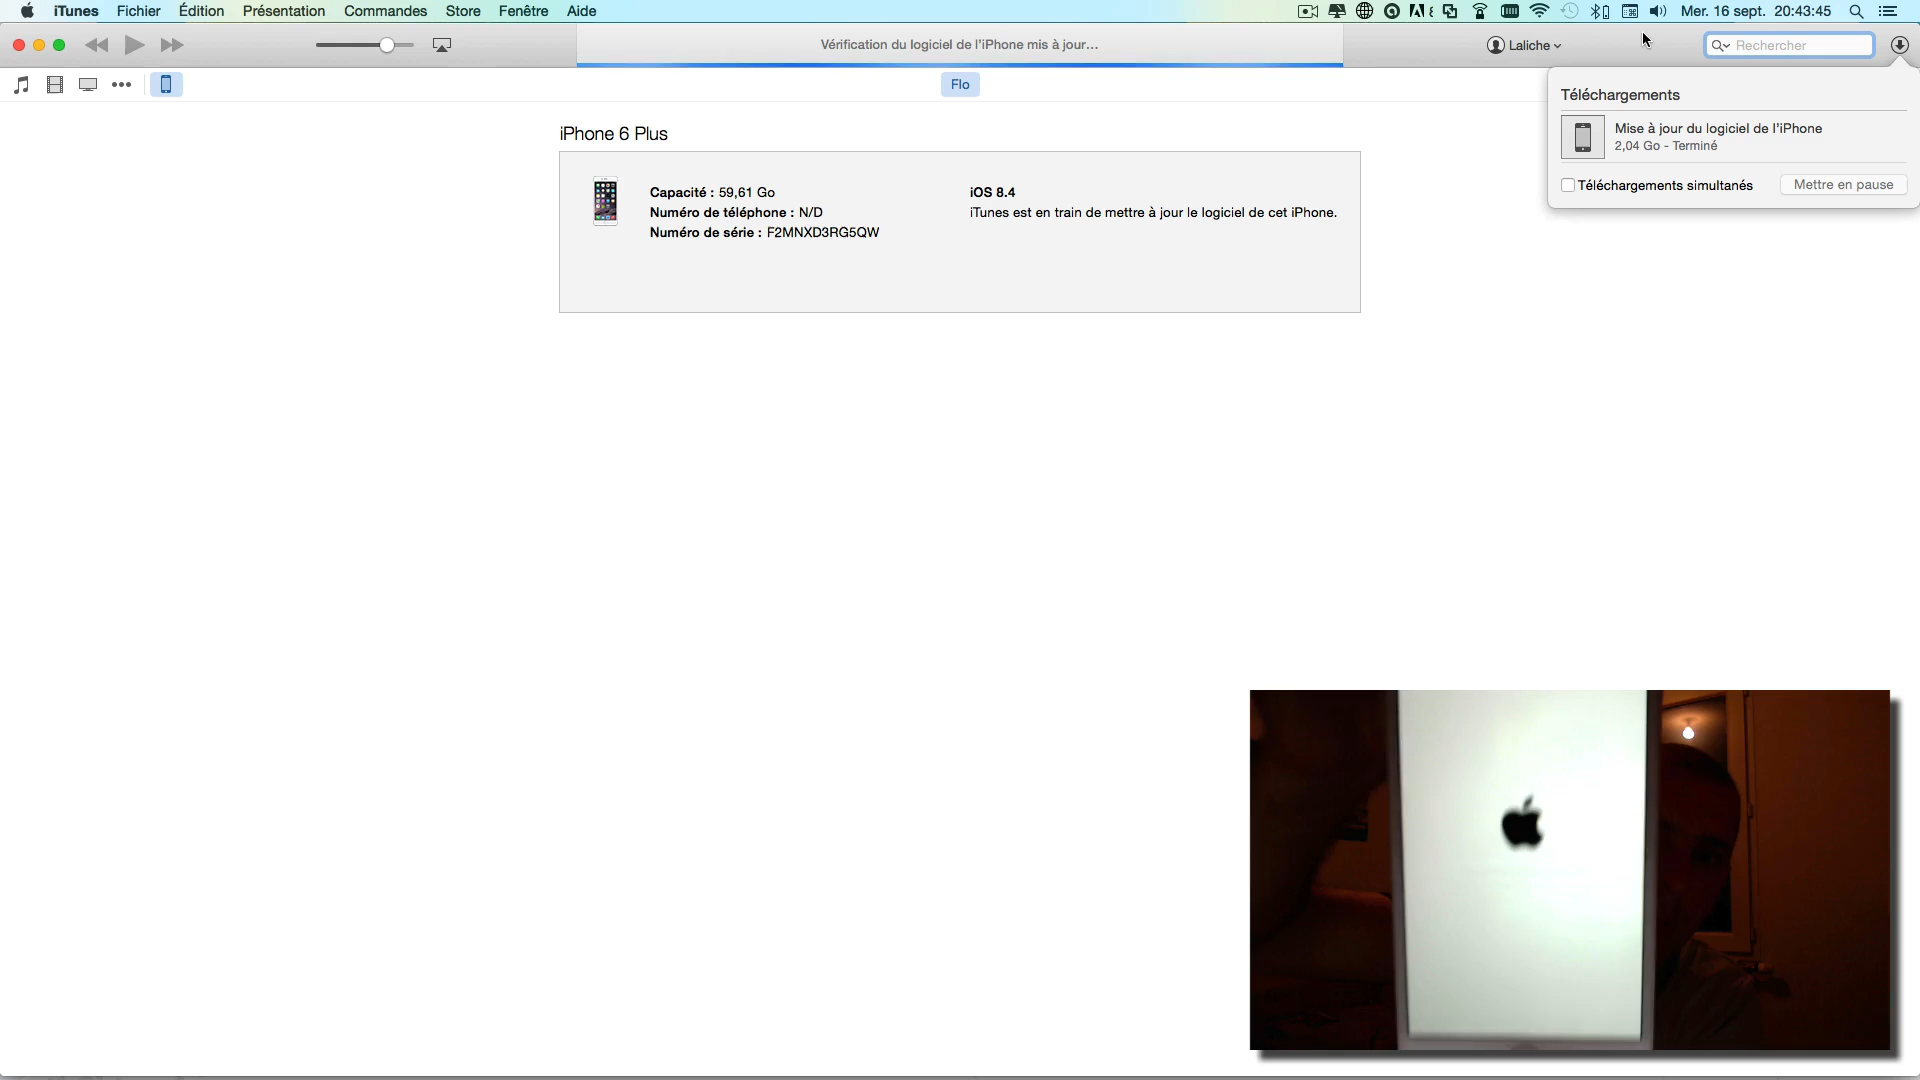 iTunes Fichier Édition Présentation Commandes Store Fenêtre Aide
Mer. 16 sept. 20:43:45
Vérification du logiciel de l'iPhone mis à jour...
Laliche
Rechercher
Flo
Téléchargements
Mise à jour du logiciel de l'iPhone
2,04 Go - Terminé
Téléchargements simultanés
Mettre en pause
iPhone 6 Plus
Capacité : 59,61 Go
Numéro de téléphone : N/D
Numéro de série : F2MNXD3RG5QW
iOS 8.4
iTunes est en train de mettre à jour le logiciel de cet iPhone.